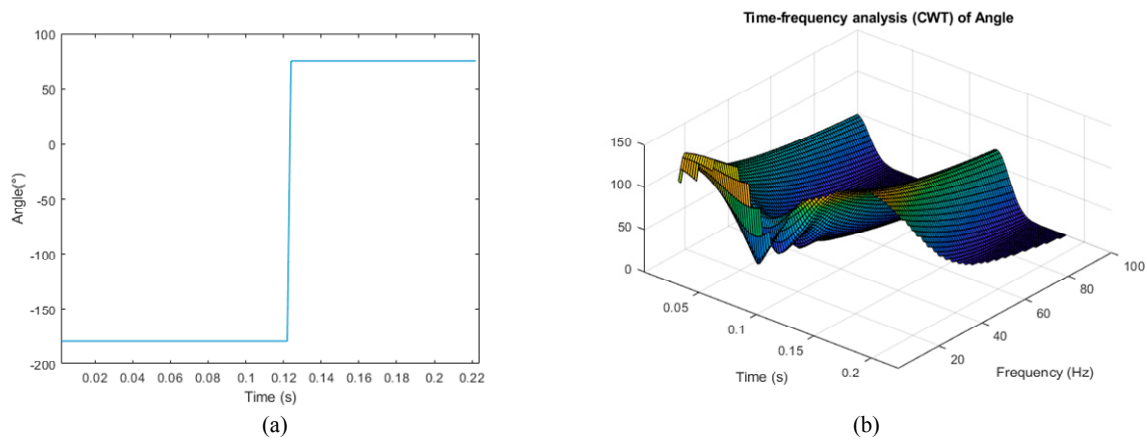 100
50
0
-50
-100
-150
-200
Angle(°)
0.02 0.04 0.06 0.08 0.1 0.12 0.14 0.16 0.18 0.2 0.22
Time (s)
(a)
Time-frequency analysis (CWT) of Angle
150
100
50
0
0.05
0.1
0.15
0.2
Time (s)
20
40
60
80
100
Frequency (Hz)
(b)